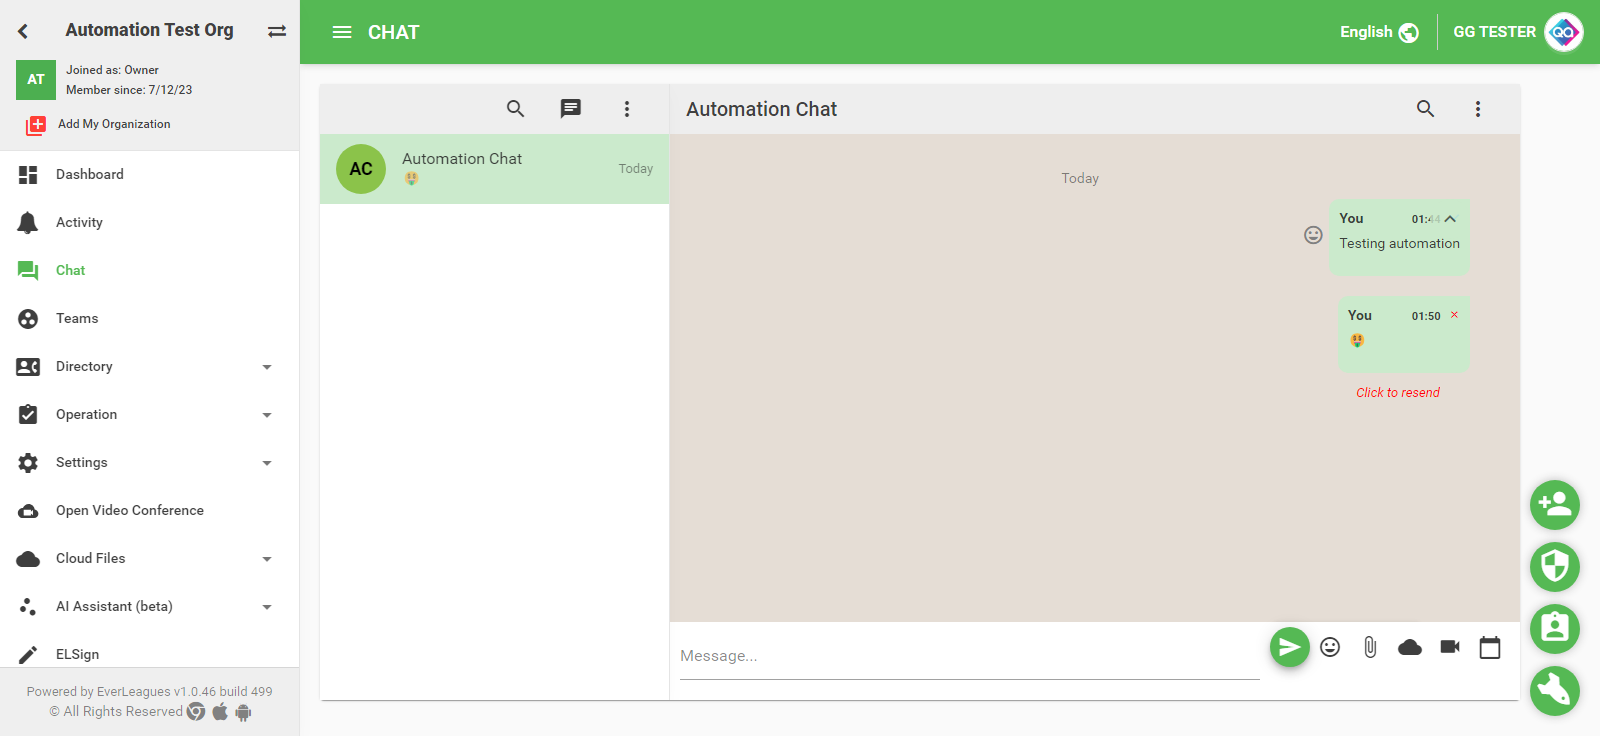 Automation Test Org
AT
Joined as: Owner
Member since: 7/12/23
Add My Organization
Dashboard
Activity
Chat
Teams
Directory
Operation
Settings
Open Video Conference
Cloud Files
AI Assistant (beta)
ELSign
Powered by EverLeagues v1.0.46 build 499
© All Rights Reserved
CHAT
English
GG TESTER
QA
AC
Automation Chat
Today
Automation Chat
Today
You 01:44
Testing automation
You 01:50
Click to resend
Message...